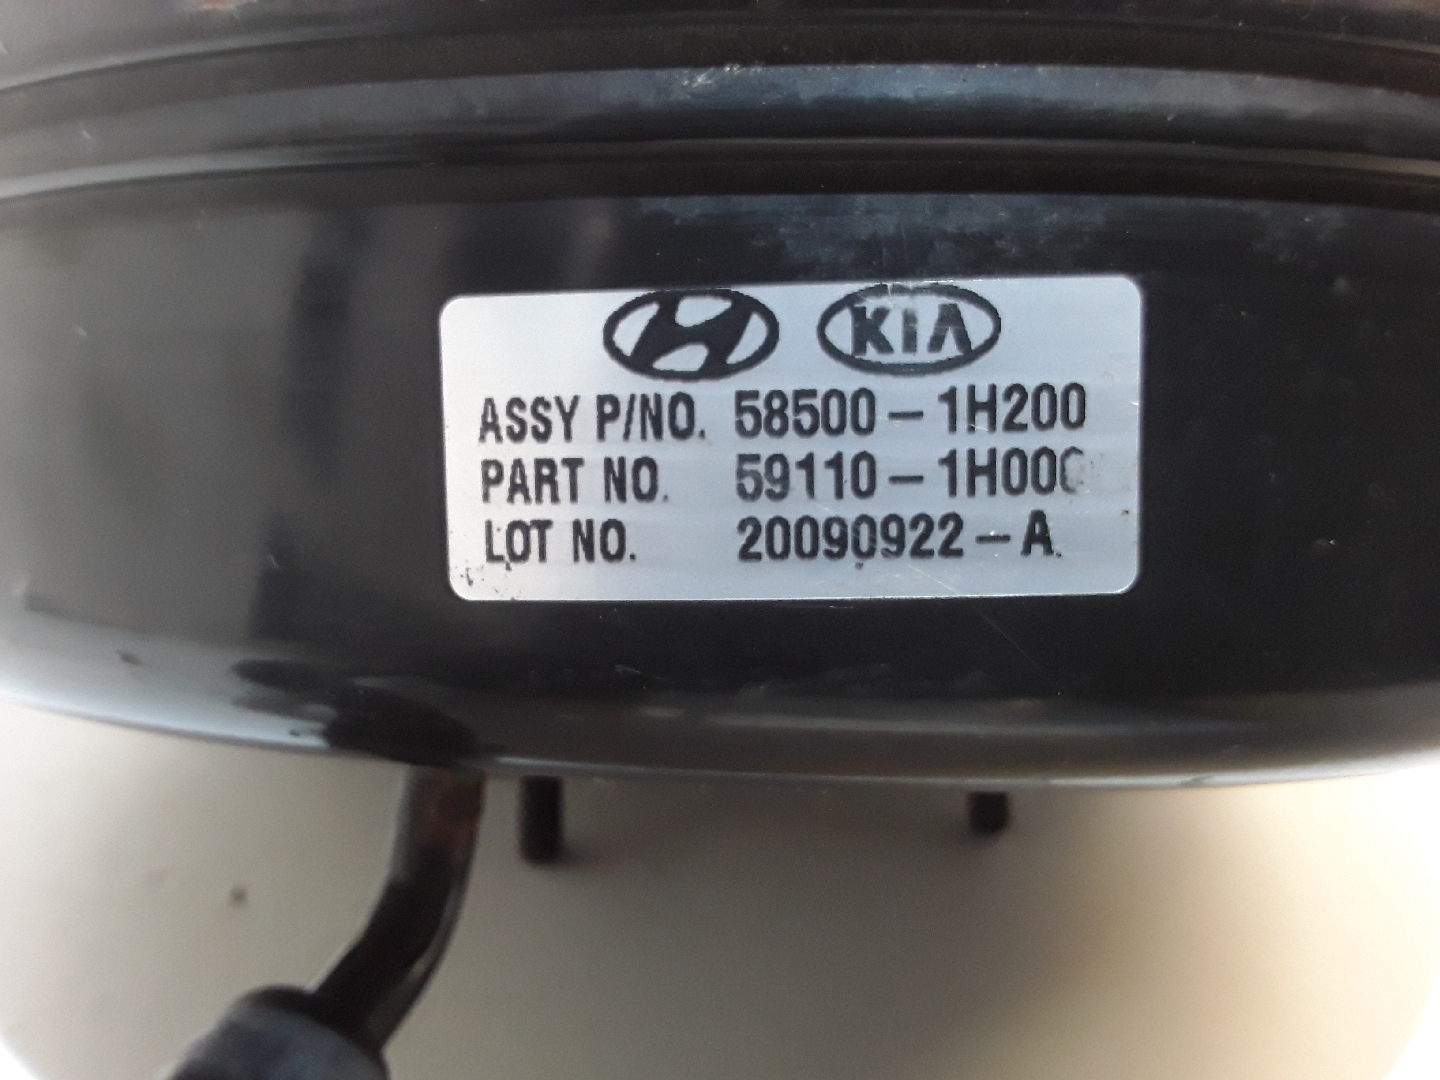 KIA
ASSY P/NO. 58500-1H200
PART NO. 59110-1H000
LOT NO. 20090922-A